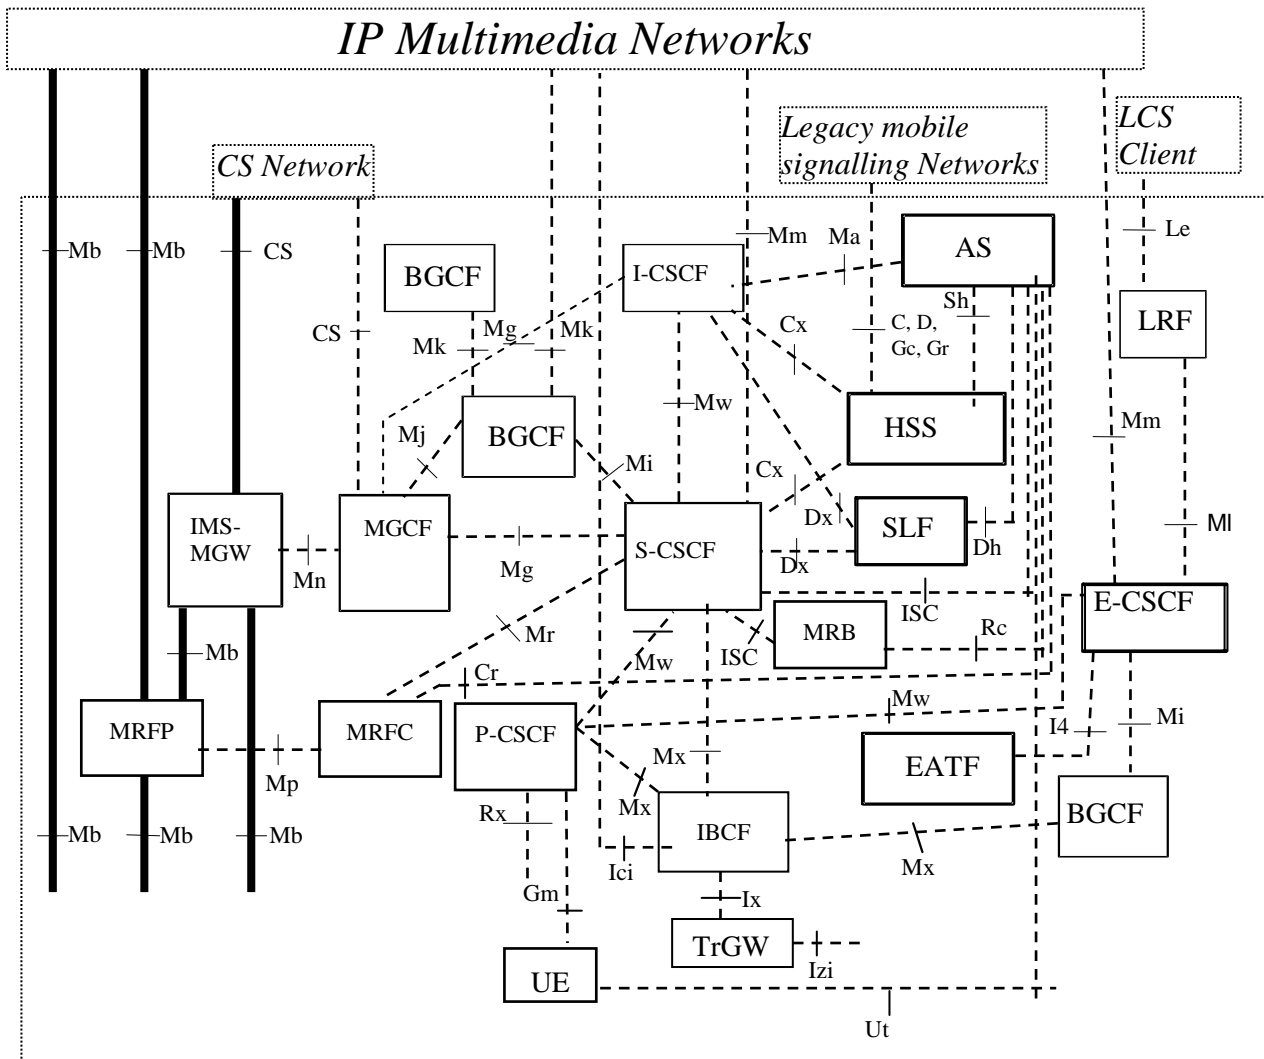 IP Multimedia Networks
Legacy mobile
signalling Networks
LCS
Client
CS Network
Mb
Mb
CS
BGCF
I-CSCF
Mm
Ma
AS
Le
Sh
LRF
CS
Mk
Mg
Mk
Cx
C, D,
Gc, Gr
Mw
HSS
Mm
Mj
BGCF
Mi
Cx
IMS-
MGW
MGCF
Mn
Mg
S-CSCF
Dx
SLF
Dx
Dh
MI
ISC
E-CSCF
Mr
Mw
ISC
MRB
Rc
Mb
Cr
Mw
MRFP
MRFC
P-CSCF
I4
Mi
Mp
Mx
EATF
Mb
Mb
Mb
Rx
Mx
IBCF
BGCF
Ici
Mx
Gm
Ix
TrGW
Izi
UE
Ut